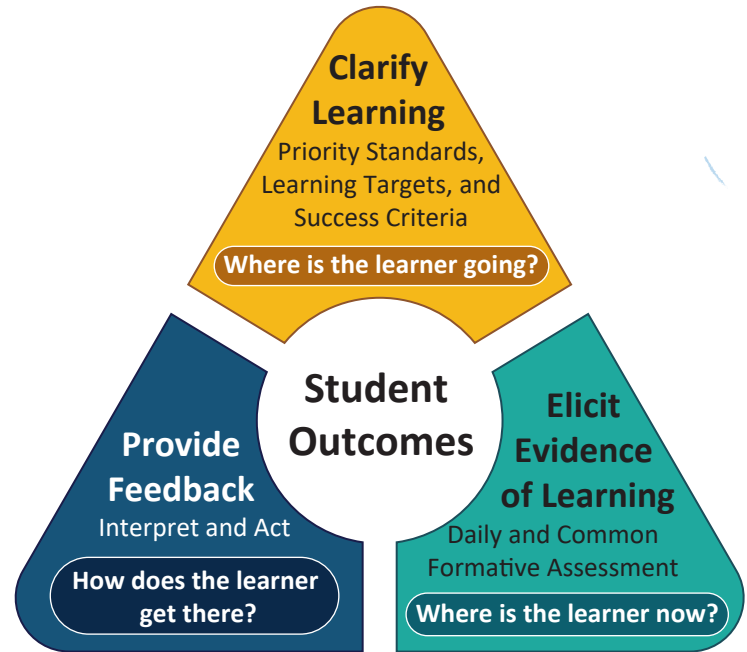 Clarify
Learning
Priority Standards,
Learning Targets, and
Success Criteria
Where is the learner going?
Student
Outcomes
Provide
Feedback
Interpret and Act
How does the learner
get there?
Elicit
Evidence
of Learning
Daily and Common
Formative Assessment
Where is the learner now?